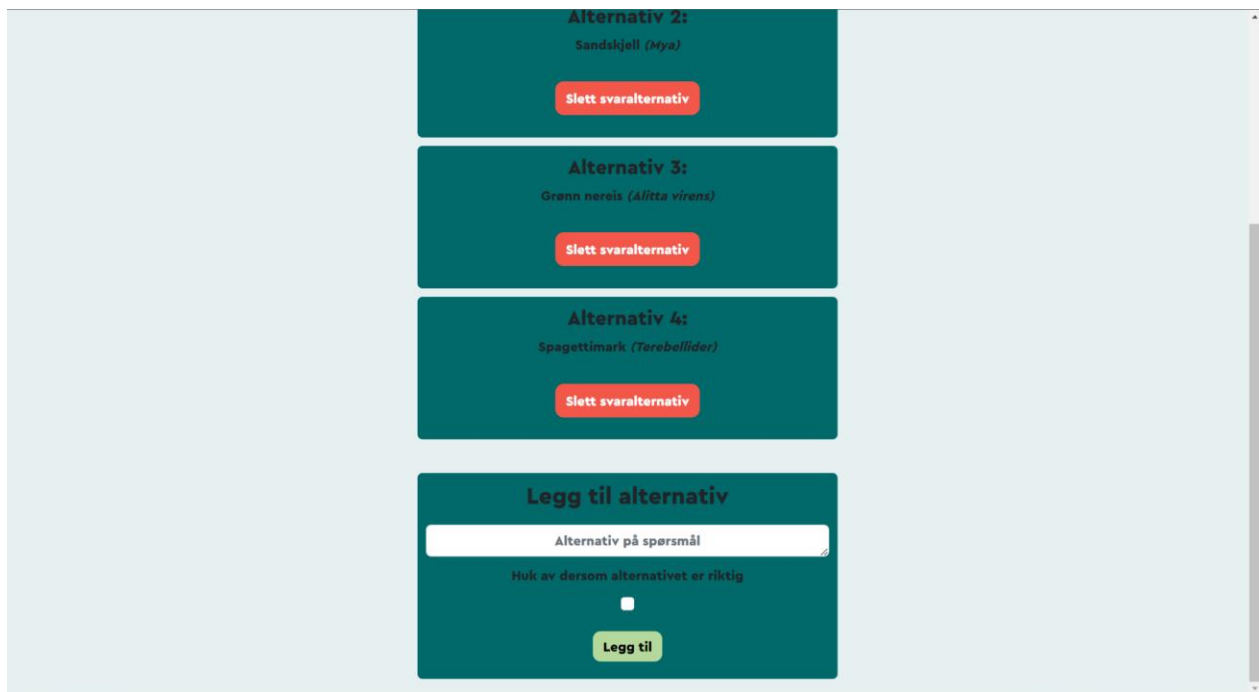 Alternativ 2:
Sandskjell (Mya)
Slett svaralternativ
Alternativ 3:
Grønn nereis (Alitta virens)
Slett svaralternativ
Alternativ 4:
Spagettimark (Terebellider)
Slett svaralternativ
Legg til alternativ
Alternativ på spørsmål
Huk av dersom alternativet er riktig
Legg til